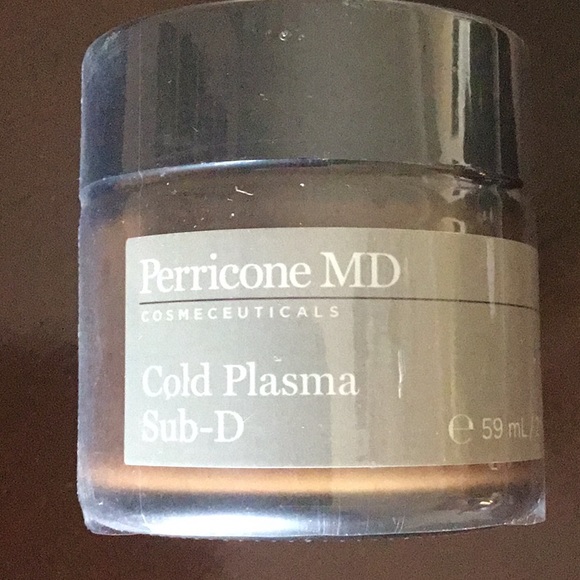 Perricone MD
COSMECEUTICALS
Cold Plasma
Sub-D
℮ 59 mL /